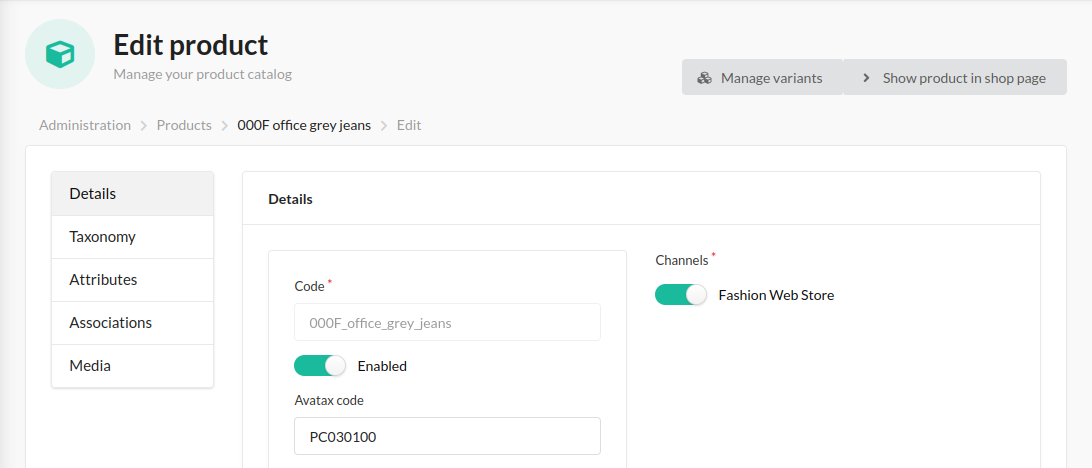 Edit product
Manage your product catalog
Manage variants
Show product in shop page
Administration > Products > 000F office grey jeans > Edit
Details
Taxonomy
Attributes
Associations
Media
Details
Code *
000F_office_grey_jeans
Enabled
Avatax code
PC030100
Channels *
Fashion Web Store